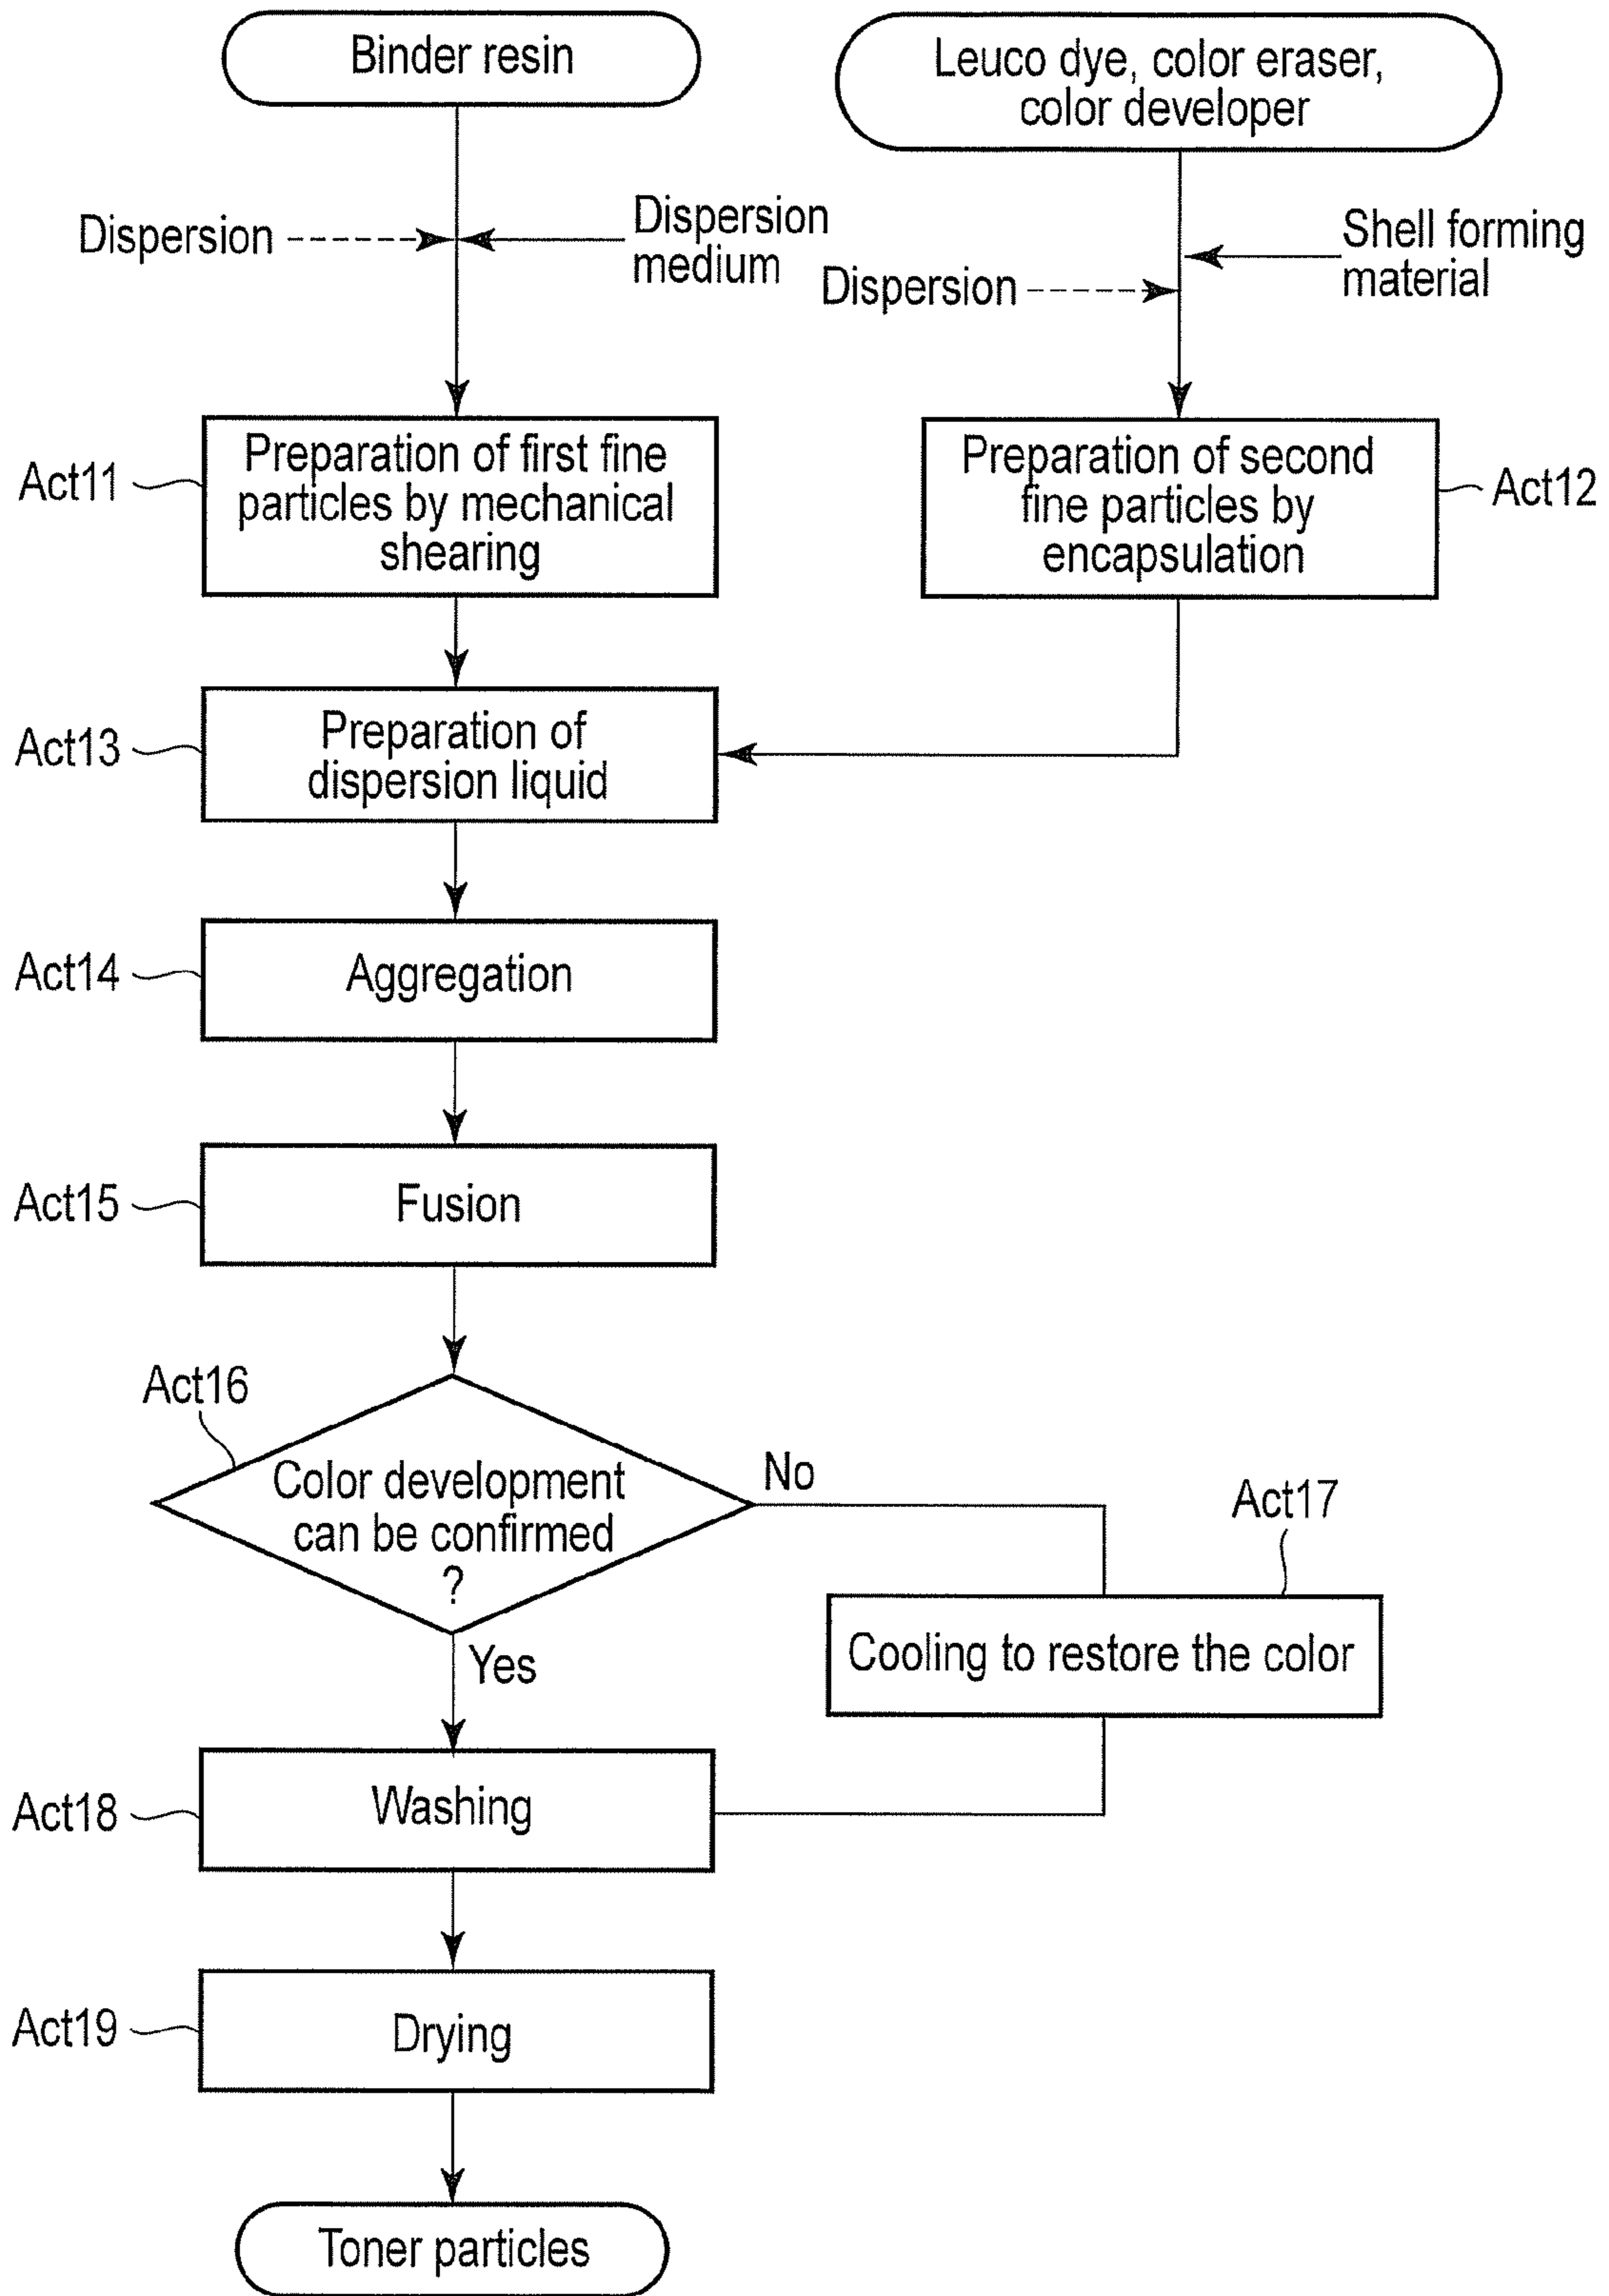 Binder resin
Leuco dye, color eraser,
color developer
Dispersion
Dispersion
medium
Shell forming
material
Dispersion
Act11
Preparation of first fine
particles by mechanical
shearing
Preparation of second
fine particles by
encapsulation
Act12
Act13
Preparation of
dispersion liquid
Act14
Aggregation
Act15
Fusion
Act16
Color development
can be confirmed
?
No
Yes
Act17
Cooling to restore the color
Act18
Washing
Act19
Drying
Toner particles